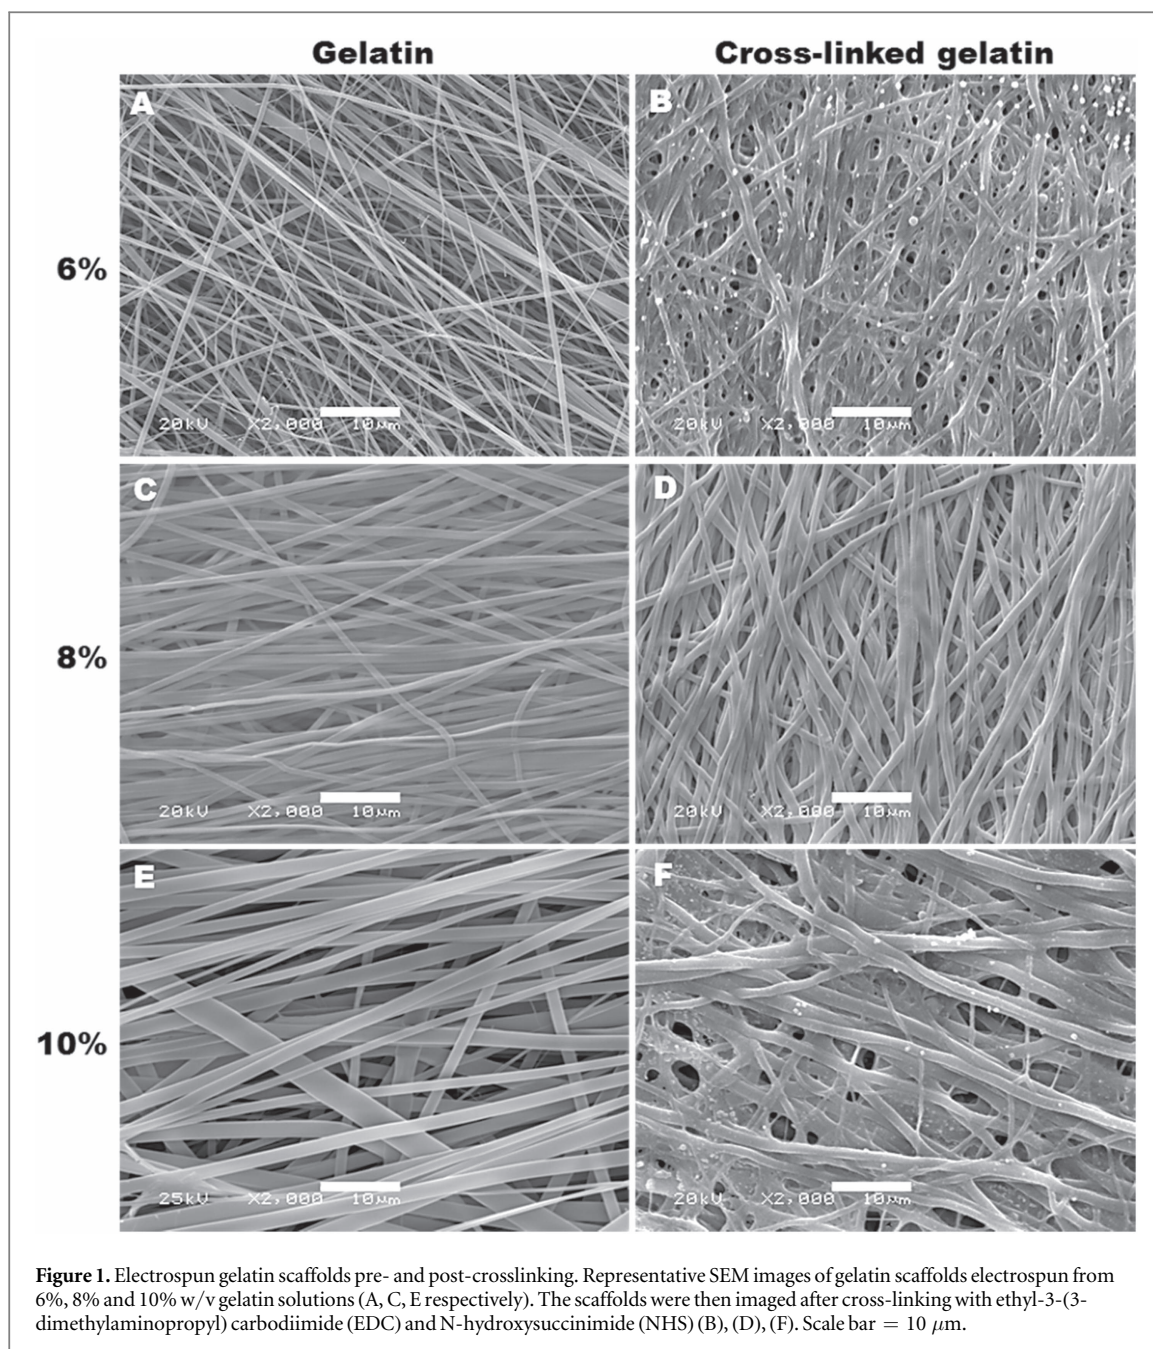 Gelatin Cross-linked gelatin
A B
6%
20kV X2,000 10µm 20kV X2,000 10µm
C D
8%
20kV X2,000 10µm 20kV X2,000 10µm
E F
10%
25kV X2,000 10µm 20kV X2,000 10µm
Figure 1. Electrospun gelatin scaffolds pre- and post-crosslinking. Representative SEM images of gelatin scaffolds electrospun from
6%, 8% and 10% w/v gelatin solutions (A, C, E respectively). The scaffolds were then imaged after cross-linking with ethyl-3-(3-
dimethylaminopropyl) carbodiimide (EDC) and N-hydroxysuccinimide (NHS) (B), (D), (F). Scale bar = 10 μm.